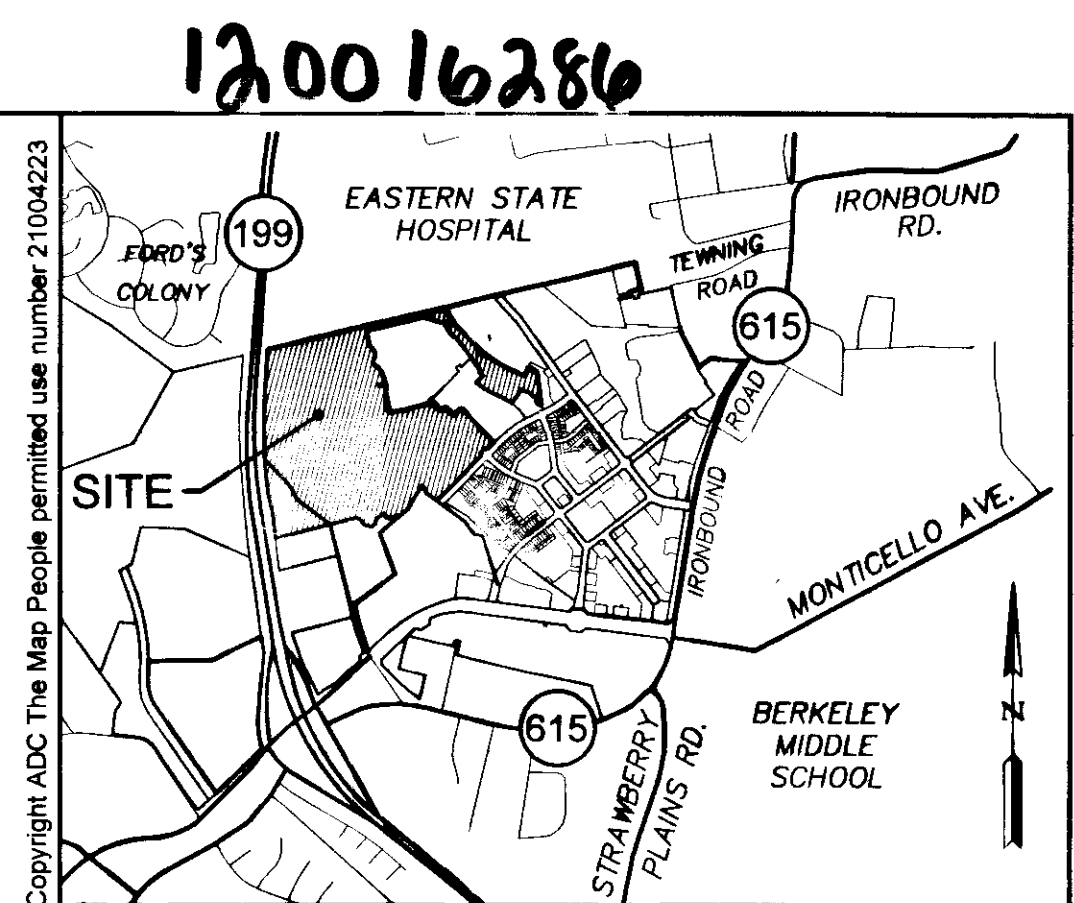 120016286
Copyright ADC The Map People permitted use number 21004223
EASTERN STATE
HOSPITAL
IRONBOUND
RD.
199
FORD'S
COLONY
TEWNING
ROAD
615
ROAD
SITE
IRONBOUND
MONTICELLO AVE.
615
BERKELEY
MIDDLE
SCHOOL
N
STRAWBERRY
PLAINS RD.